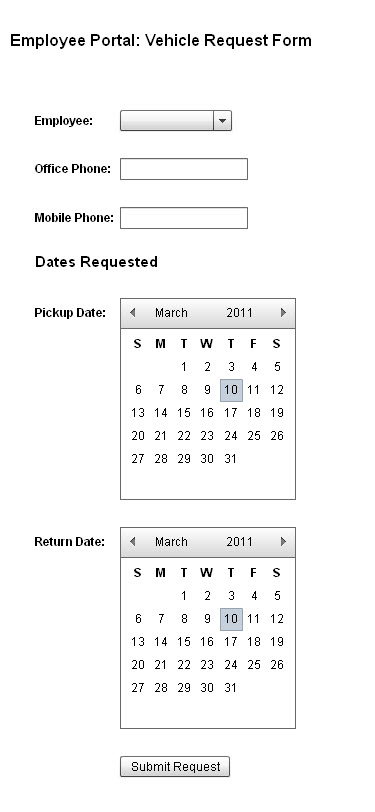 Employee Portal: Vehicle Request Form
Employee:
Office Phone:
Mobile Phone:
Dates Requested
Pickup Date:
March 2011
S M T W T F S
1 2 3 4 5
6 7 8 9 10 11 12
13 14 15 16 17 18 19
20 21 22 23 24 25 26
27 28 29 30 31
Return Date:
March 2011
S M T W T F S
1 2 3 4 5
6 7 8 9 10 11 12
13 14 15 16 17 18 19
20 21 22 23 24 25 26
27 28 29 30 31
Submit Request